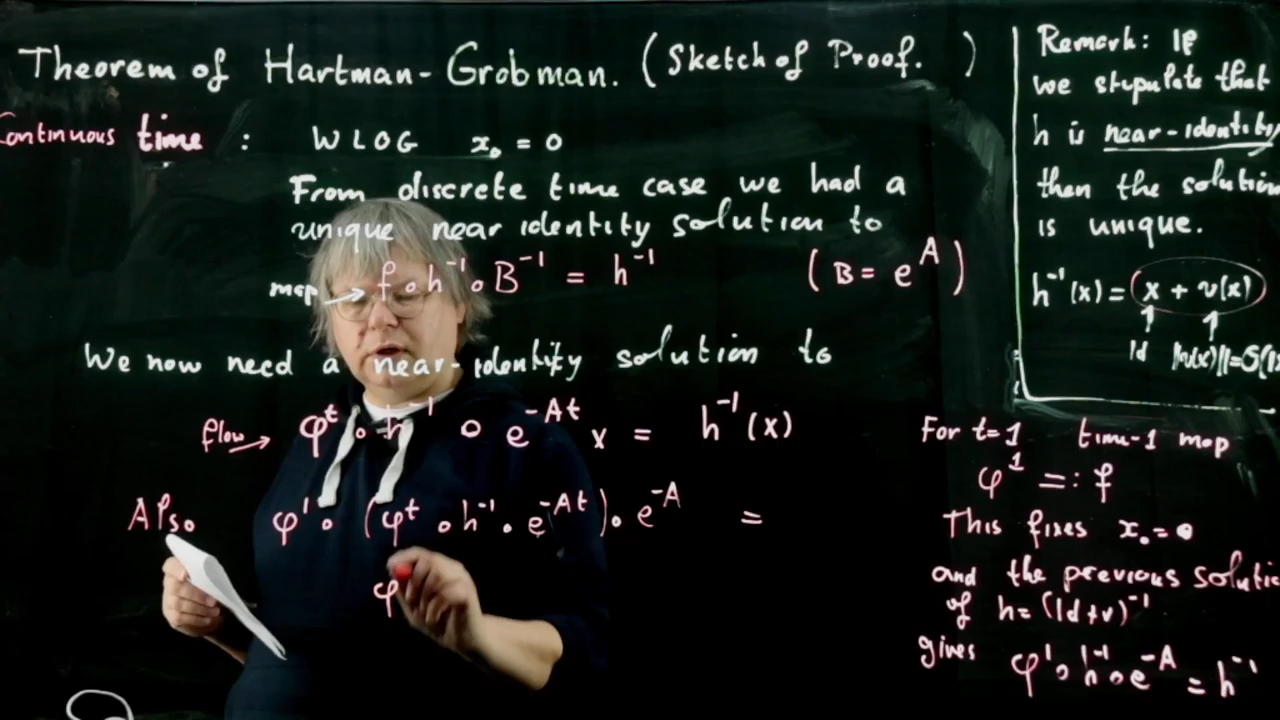 Theorem of Hartman-Grobman. (Sketch of Proof. )
Continuous time : WLOG x₀ = 0
From discrete time case we had a
unique near identity solution to
map → f ∘ h⁻¹ ∘ B⁻¹ = h⁻¹ (B = e^A)
We now need a near-identity solution to
flow → φ^t ∘ h⁻¹ ∘ e^{-At} x = h⁻¹(x)
Also φ¹ ∘ (φ^t ∘ h⁻¹ ∘ e^{-At}) ∘ e^{-A} =
φ
Remark: If
we stipulate that
h is near-identity
then the solution
is unique.
h⁻¹(x) = x + v(x)
↑ ↑
Id
For t=1 time-1 map
φ¹ =: f
This fixes x₀=0
and the previous
of h = (Id+v)⁻¹
gives φ¹ ∘ h⁻¹ ∘ e^{-A} = h⁻¹